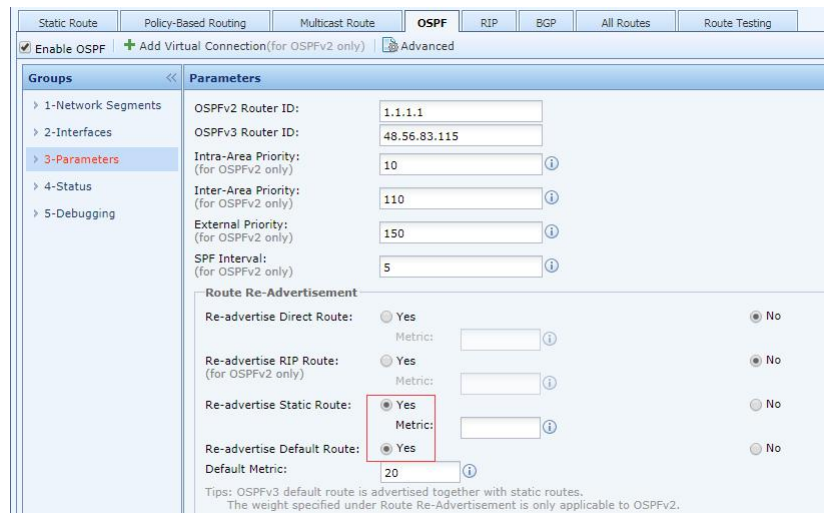 Static Route Policy-Based Routing Multicast Route OSPF RIP BGP All Routes Route Testing
Enable OSPF Add Virtual Connection(for OSPFv2 only) Advanced
Groups
1-Network Segments
2-Interfaces
3-Parameters
4-Status
5-Debugging
Parameters
OSPFv2 Router ID: 1.1.1.1
OSPFv3 Router ID: 48.56.83.115
Intra-Area Priority: 10
(for OSPFv2 only)
Inter-Area Priority: 110
(for OSPFv2 only)
External Priority: 150
(for OSPFv2 only)
SPF Interval: 5
(for OSPFv2 only)
Route Re-Advertisement
Re-advertise Direct Route: Yes No
Metric:
Re-advertise RIP Route: Yes No
(for OSPFv2 only)
Metric:
Re-advertise Static Route: Yes No
Metric:
Re-advertise Default Route: Yes No
Default Metric: 20
Tips: OSPFv3 default route is advertised together with static routes.
The weight specified under Route Re-Advertisement is only applicable to OSPFv2.